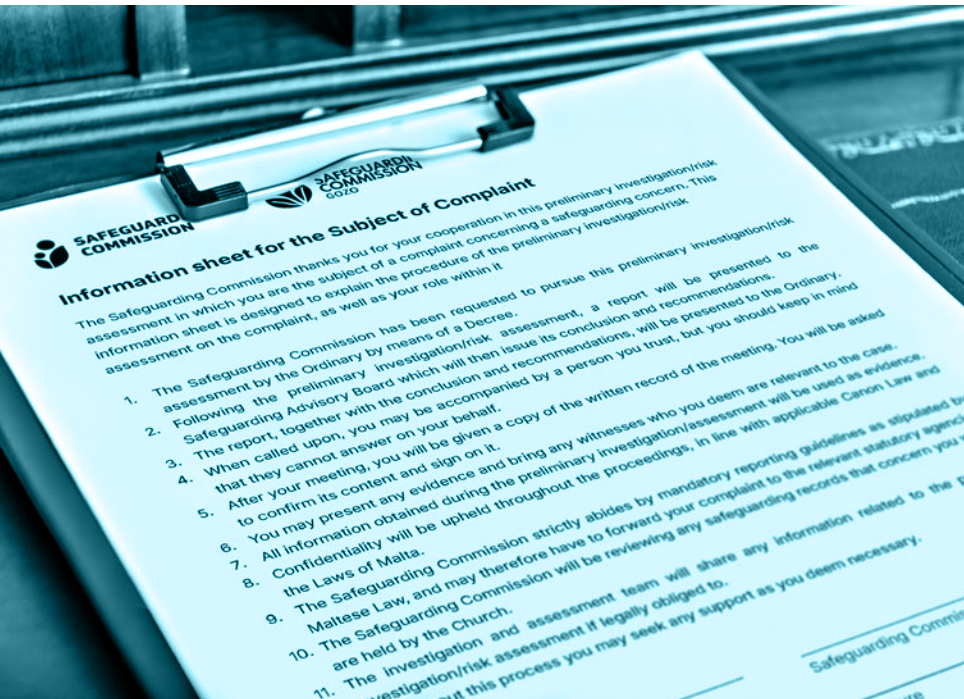 SAFEGUARDI
COMMISSION
SAFEGUARDIN
COMMISSION
GOZO
Information sheet for the Subject of Complaint
The Safeguarding Commission thanks you for your cooperation in this preliminary investigation/risk
assessment in which you are the subject of a complaint concerning a safeguarding concern. This
information sheet is designed to explain the procedure of the preliminary investigation/risk
assessment on the complaint, as well as your role within it
1. The Safeguarding Commission has been requested to pursue this preliminary investigation/risk
assessment by the Ordinary by means of a Decree.
2. Following the preliminary investigation/risk assessment, a report will be presented to the
Safeguarding Advisory Board which will then issue its conclusion and recommendations.
3. The report, together with the conclusion and recommendations, will be presented to the Ordinary.
4. When called upon, you may be accompanied by a person you trust, but you should keep in mind
that they cannot answer on your behalf.
5. After your meeting, you will be given a copy of the written record of the meeting. You will be asked
to confirm its content and sign on it.
6. You may present any evidence and bring any witnesses who you deem are relevant to the case.
7. All information obtained during the preliminary investigation/assessment will be used as evidence.
8. Confidentiality will be upheld throughout the proceedings, in line with applicable Canon Law and
the Laws of Malta.
9. The Safeguarding Commission strictly abides by mandatory reporting guidelines as stipulated b
Maltese Law, and may therefore have to forward your complaint to the relevant statutory agen
10. The Safeguarding Commission will be reviewing any safeguarding records that concern you
are held by the Church.
11. The investigation and assessment team will share any information related to the p
vestigation/risk assessment if legally obliged to.
out this process you may seek any support as you deem necessary.
Safeguarding Commi